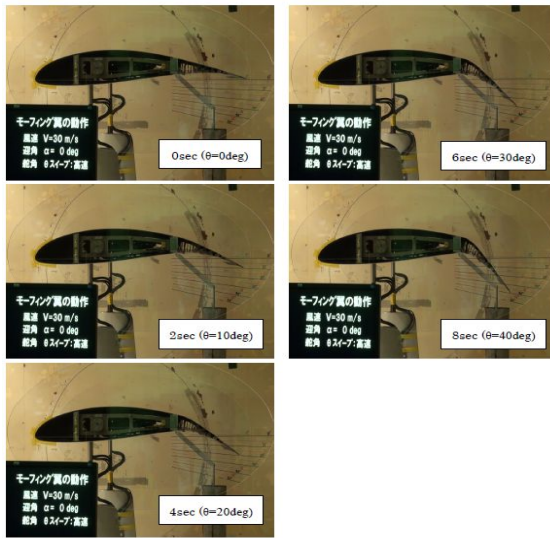 モーフィング翼の動作
風速 V=30 m/s
迎角 α= 0 deg
舵角 θスイープ:高速
0sec (θ=0deg)
モーフィング翼の動作
風速 V=30 m/s
迎角 α= 0 deg
舵角 θスイープ:高速
2sec (θ=10deg)
モーフィング翼の動作
風速 V=30 m/s
迎角 α= 0 deg
舵角 θスイープ:高速
4sec (θ=20deg)
モーフィング翼の動作
風速 V=30 m/s
迎角 α= 0 deg
舵角 θスイープ:高速
6sec (θ=30deg)
モーフィング翼の動作
風速 V=30 m/s
迎角 α= 0 deg
舵角 θスイープ:高速
8sec (θ=40deg)